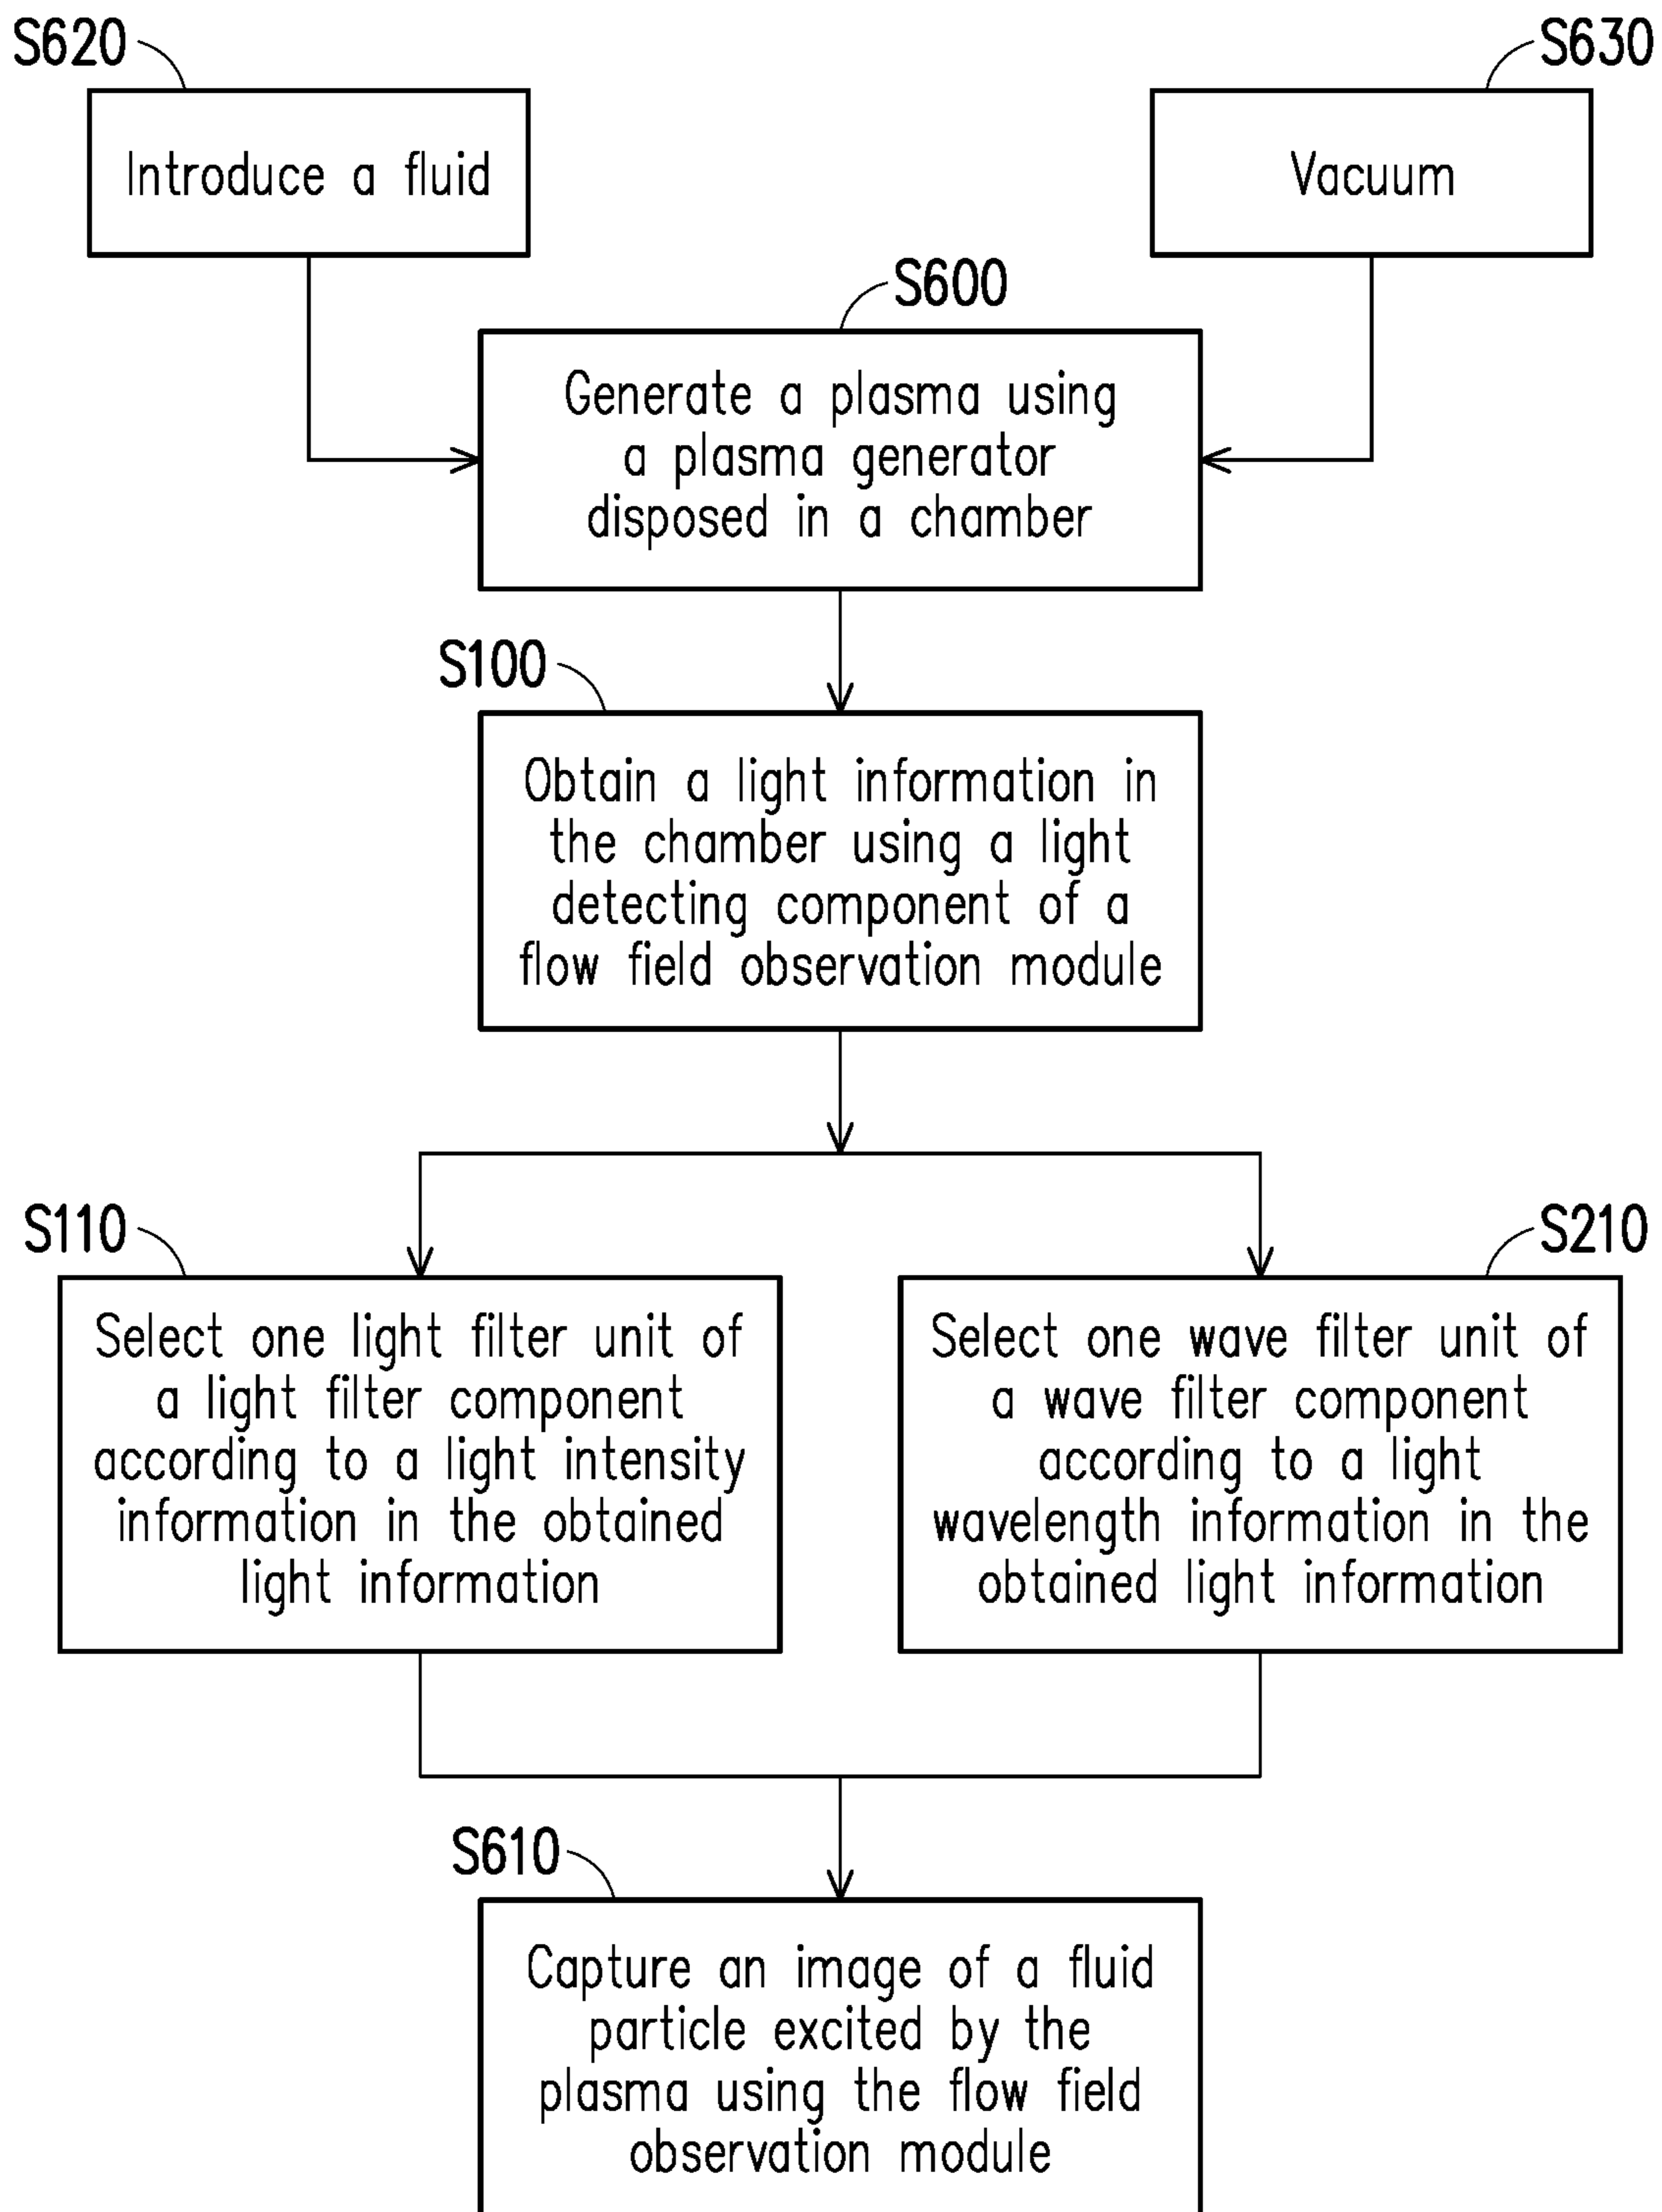 S620
Introduce a fluid
S630
Vacuum
S600
Generate a plasma using
a plasma generator
disposed in a chamber
S100
Obtain a light information in
the chamber using a light
detecting component of a
flow field observation module
S110
Select one light filter unit of
a light filter component
according to a light intensity
information in the obtained
light information
S210
Select one wave filter unit of
a wave filter component
according to a light
wavelength information in the
obtained light information
S610
Capture an image of a fluid
particle excited by the
plasma using the flow field
observation module